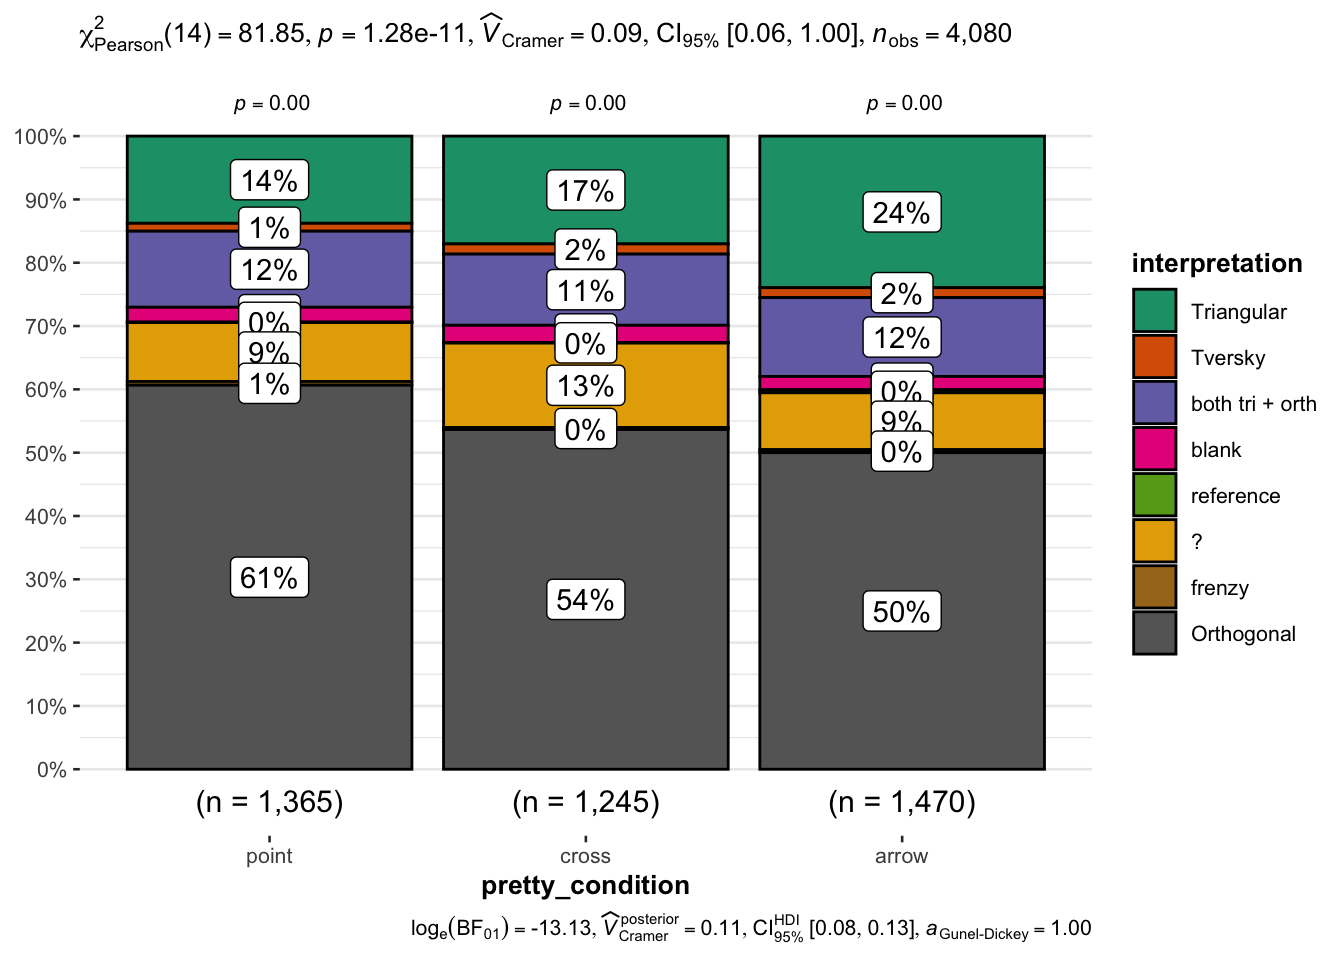 χ²Pearson(14) = 81.85, p = 1.28e-11, V̂Cramer = 0.09, CI95% [0.06, 1.00], nobs = 4,080
p = 0.00 p = 0.00 p = 0.00
100%
90%
80%
70%
60%
50%
40%
30%
20%
10%
0%
14%
1%
12%
0%
9%
1%
61%
17%
2%
11%
0%
13%
0%
54%
24%
2%
12%
0%
9%
0%
50%
(n = 1,365) (n = 1,245) (n = 1,470)
point cross arrow
pretty_condition
interpretation
Triangular
Tversky
both tri + orth
blank
reference
?
frenzy
Orthogonal
loge(BF01) = -13.13, V̂posteriorCramer = 0.11, CIHDI95% [0.08, 0.13], aGunel-Dickey = 1.00